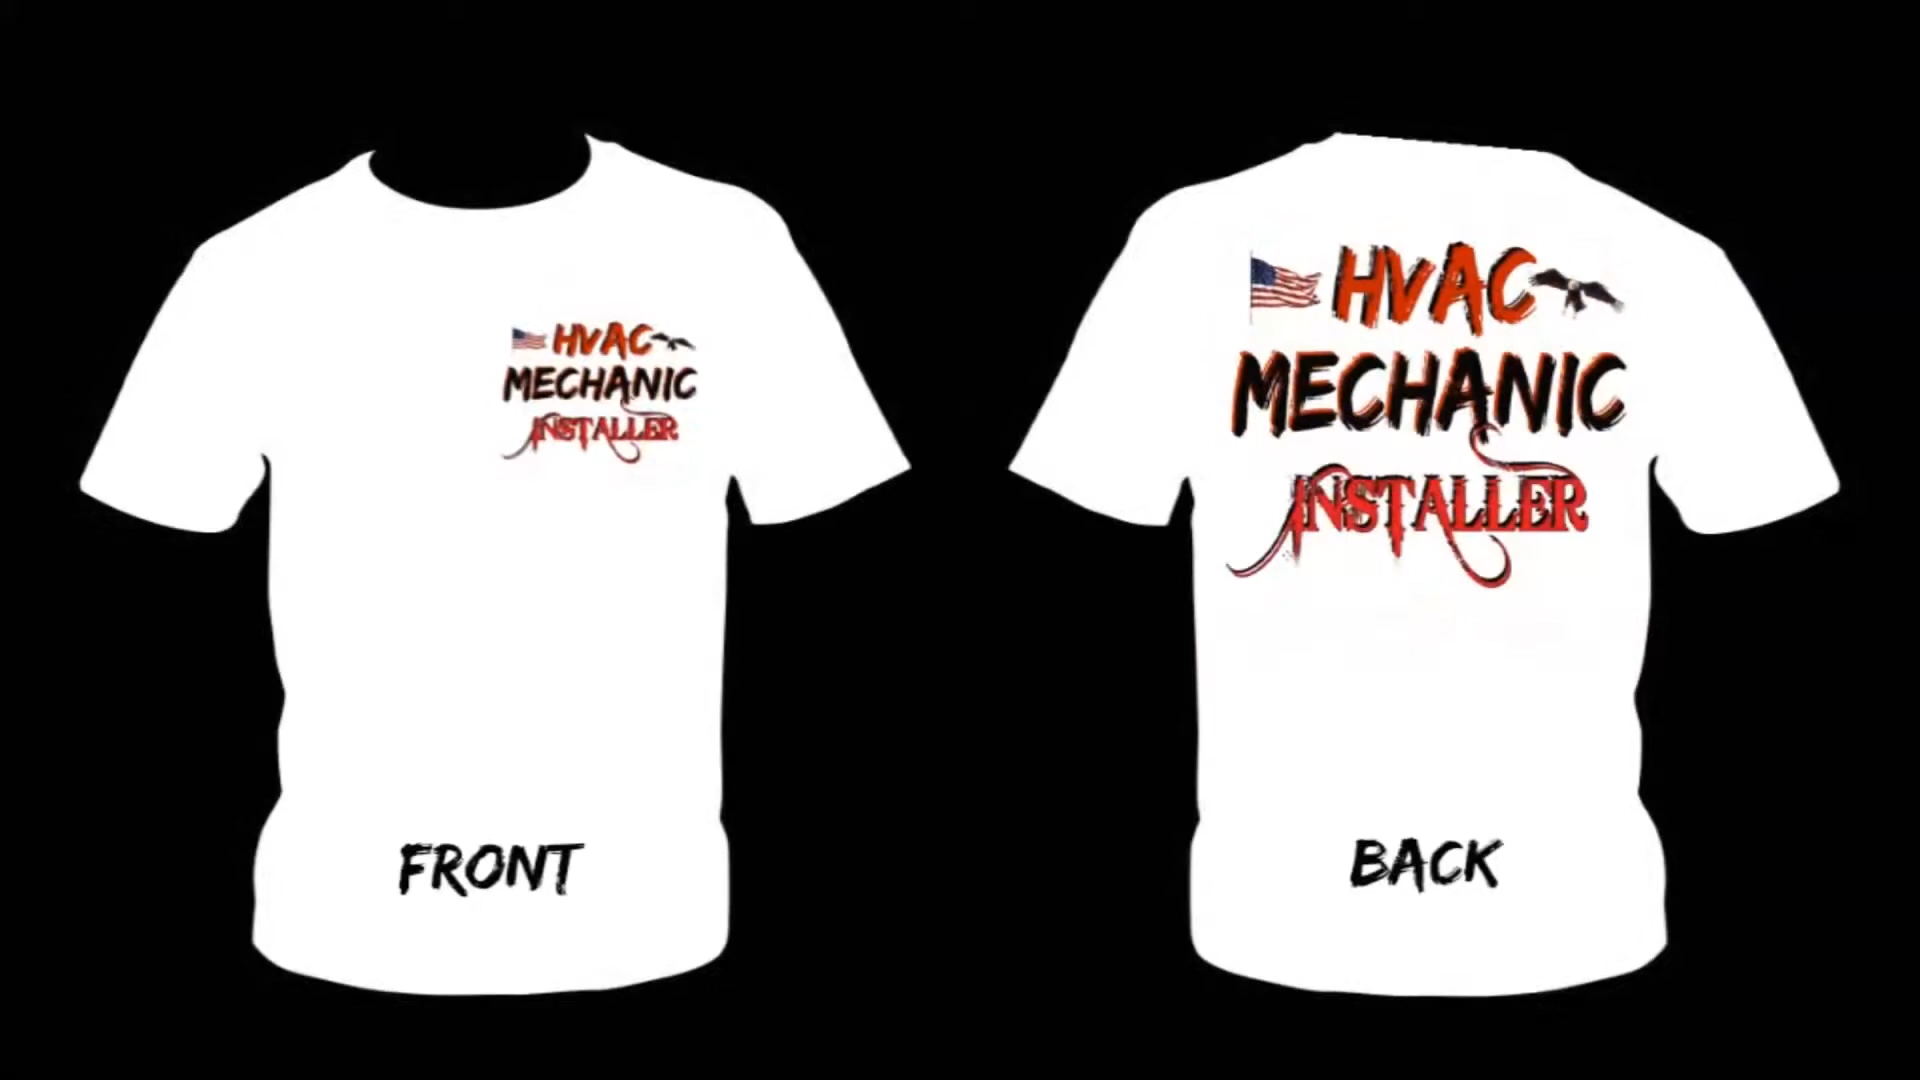 HVAC
MECHANIC
INSTALLER
FRONT
HVAC
MECHANIC
INSTALLER
BACK